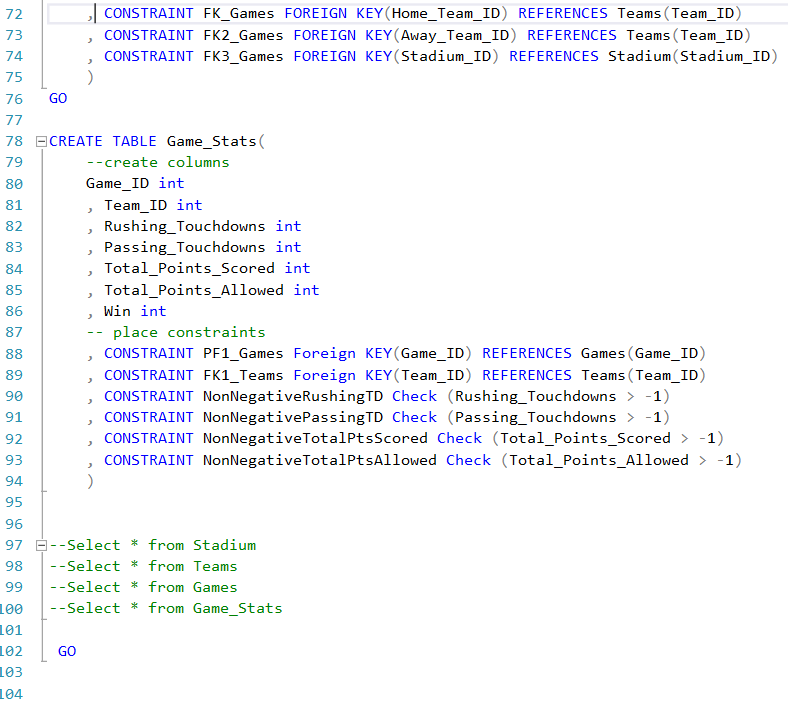 72 , CONSTRAINT FK_Games FOREIGN KEY(Home_Team_ID) REFERENCES Teams(Team_ID)
73 , CONSTRAINT FK2_Games FOREIGN KEY(Away_Team_ID) REFERENCES Teams(Team_ID)
74 , CONSTRAINT FK3_Games FOREIGN KEY(Stadium_ID) REFERENCES Stadium(Stadium_ID)
75 )
76 GO
77
78 CREATE TABLE Game_Stats(
79 --create columns
80 Game_ID int
81 , Team_ID int
82 , Rushing_Touchdowns int
83 , Passing_Touchdowns int
84 , Total_Points_Scored int
85 , Total_Points_Allowed int
86 , Win int
87 -- place constraints
88 , CONSTRAINT PF1_Games Foreign KEY(Game_ID) REFERENCES Games(Game_ID)
89 , CONSTRAINT FK1_Teams Foreign KEY(Team_ID) REFERENCES Teams(Team_ID)
90 , CONSTRAINT NonNegativeRushingTD Check (Rushing_Touchdowns > -1)
91 , CONSTRAINT NonNegativePassingTD Check (Passing_Touchdowns > -1)
92 , CONSTRAINT NonNegativeTotalPtsScored Check (Total_Points_Scored > -1)
93 , CONSTRAINT NonNegativeTotalPtsAllowed Check (Total_Points_Allowed > -1)
94 )
95
96
97 --Select * from Stadium
98 --Select * from Teams
99 --Select * from Games
100 --Select * from Game_Stats
101
102 GO
103
104